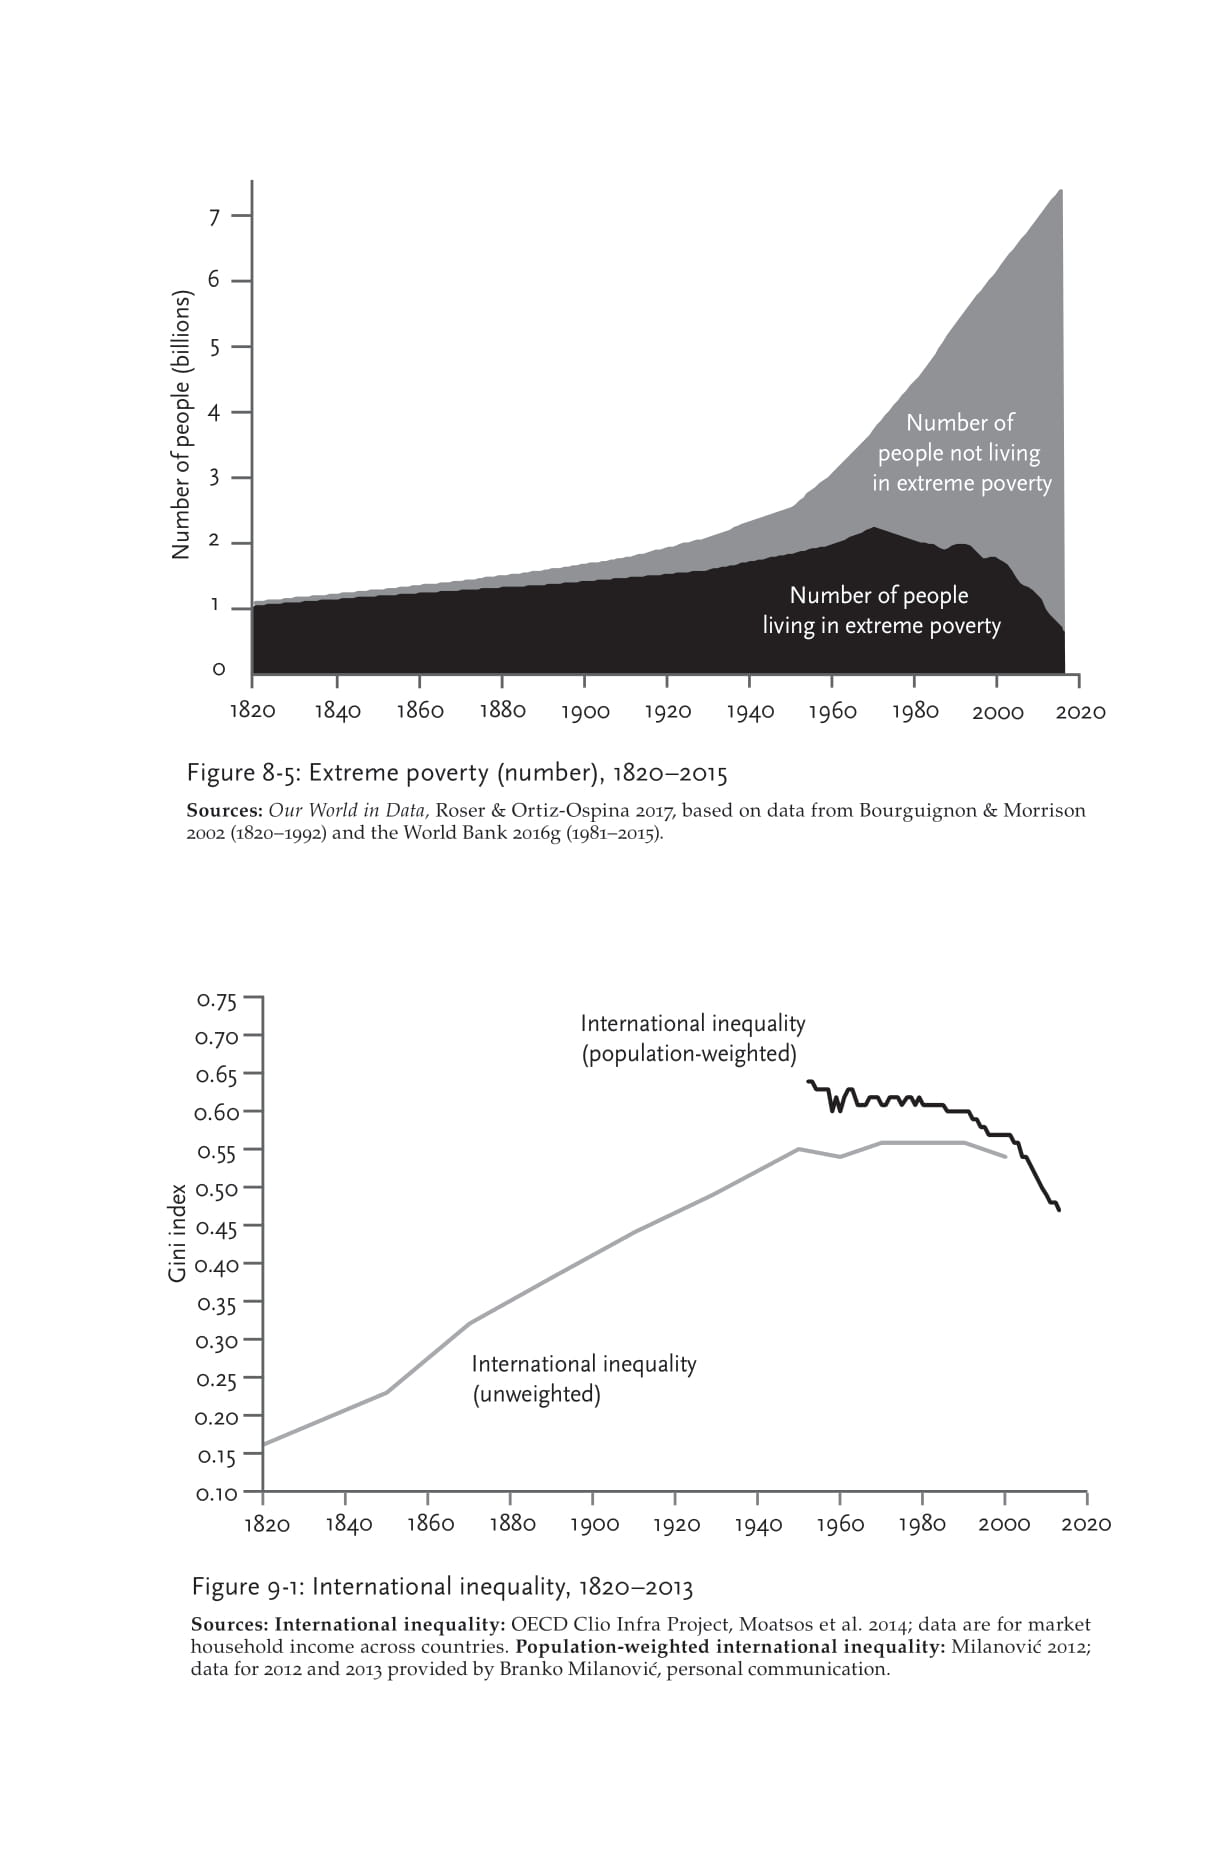 7
6
5
4
3
2
1
0
Number of people (billions)
Number of
people not living
in extreme poverty
Number of people
living in extreme poverty
1820 1840 1860 1880 1900 1920 1940 1960 1980 2000 2020
Figure 8-5: Extreme poverty (number), 1820–2015
Sources: Our World in Data, Roser & Ortiz-Ospina 2017, based on data from Bourguignon & Morrison
2002 (1820–1992) and the World Bank 2016g (1981–2015).
0.75
0.70
0.65
0.60
0.55
0.50
0.45
0.40
0.35
0.30
0.25
0.20
0.15
0.10
Gini index
International inequality
(population-weighted)
International inequality
(unweighted)
1820 1840 1860 1880 1900 1920 1940 1960 1980 2000 2020
Figure 9-1: International inequality, 1820–2013
Sources: International inequality: OECD Clio Infra Project, Moatsos et al. 2014; data are for market
household income across countries. Population-weighted international inequality: Milanović 2012;
data for 2012 and 2013 provided by Branko Milanović, personal communication.